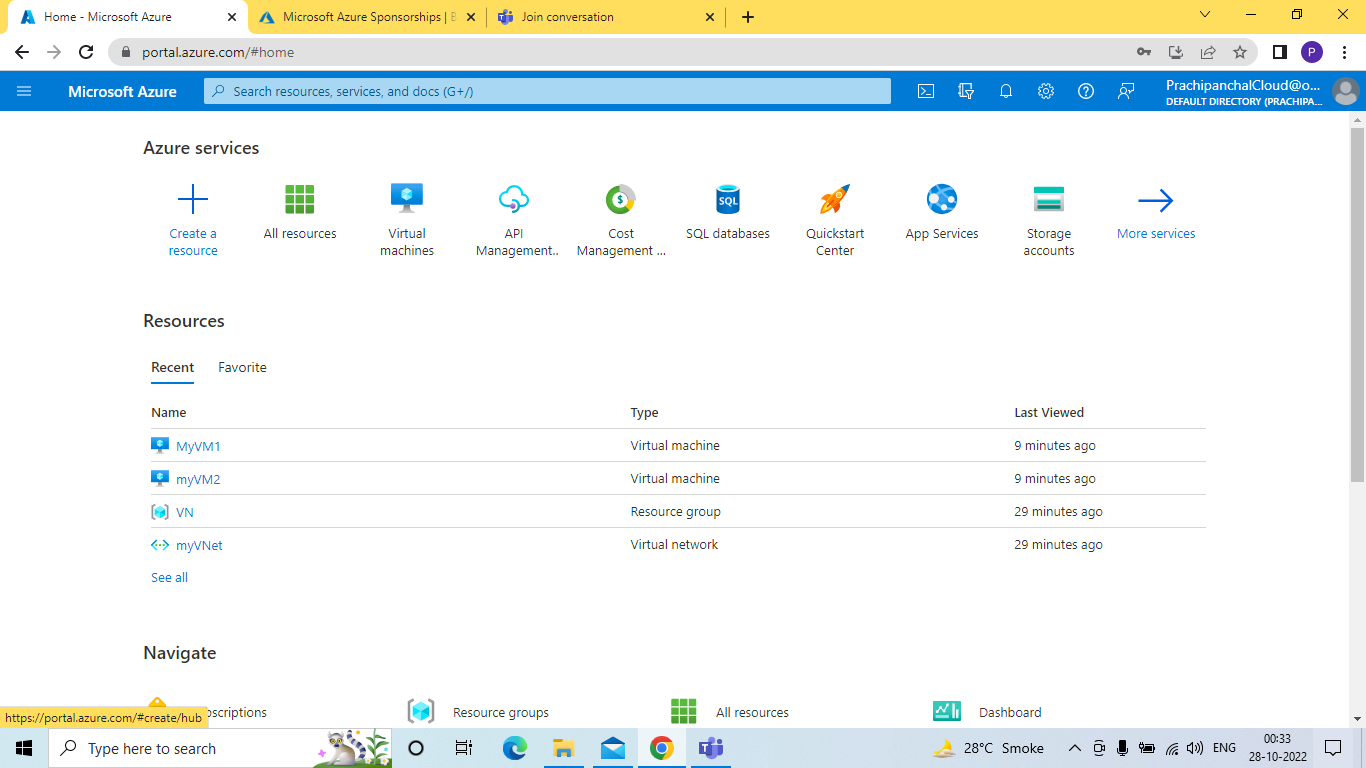 Home - Microsoft Azure
Microsoft Azure Sponsorships | B
Join conversation
portal.azure.com/#home
P
Microsoft Azure
Search resources, services, and docs (G+/)
PrachipanchalCloud@o...
DEFAULT DIRECTORY (PRACHIPA...
Azure services
Create a resource
All resources
Virtual machines
API Management..
Cost Management ...
SQL
SQL databases
Quickstart Center
App Services
Storage accounts
More services
Resources
Recent Favorite
Name Type Last Viewed
MyVM1 Virtual machine 9 minutes ago
myVM2 Virtual machine 9 minutes ago
VN Resource group 29 minutes ago
myVNet Virtual network 29 minutes ago
See all
Navigate
scriptions Resource groups All resources Dashboard
https://portal.azure.com/#create/hub
Type here to search
28°C Smoke
ENG
00:33
28-10-2022